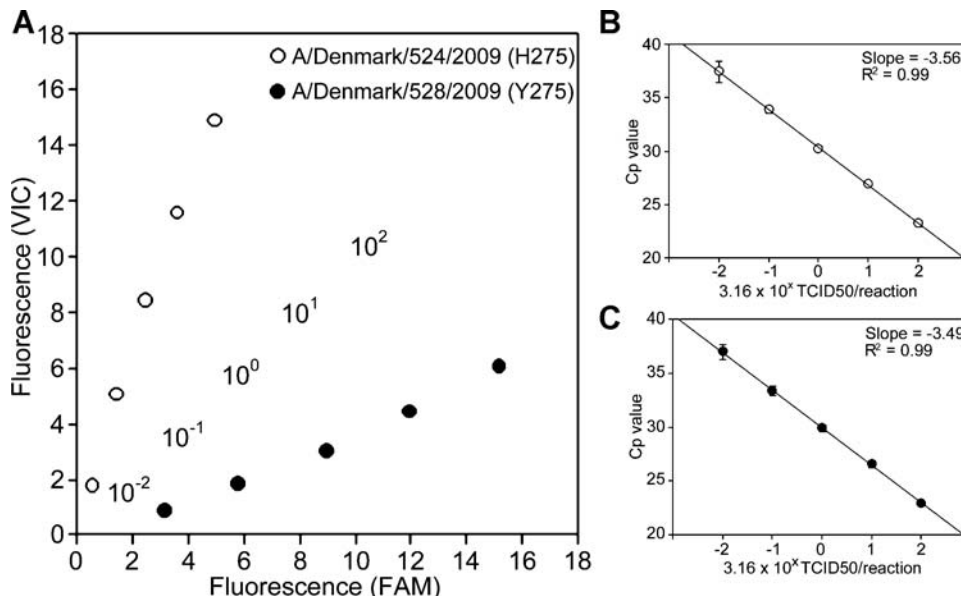 A
○ A/Denmark/524/2009 (H275)
● A/Denmark/528/2009 (Y275)
Fluorescence (VIC)
18
16
14
12
10
8
6
4
2
0
10²
10¹
10⁰
10⁻¹
10⁻²
0 2 4 6 8 10 12 14 16 18
Fluorescence (FAM)
B
Slope = -3.56
R² = 0.99
Cp value
40
35
30
25
20
-2 -1 0 1 2
3.16 x 10ˣ TCID50/reaction
C
Slope = -3.49
R² = 0.99
Cp value
40
35
30
25
20
-2 -1 0 1 2
3.16 x 10ˣ TCID50/reaction